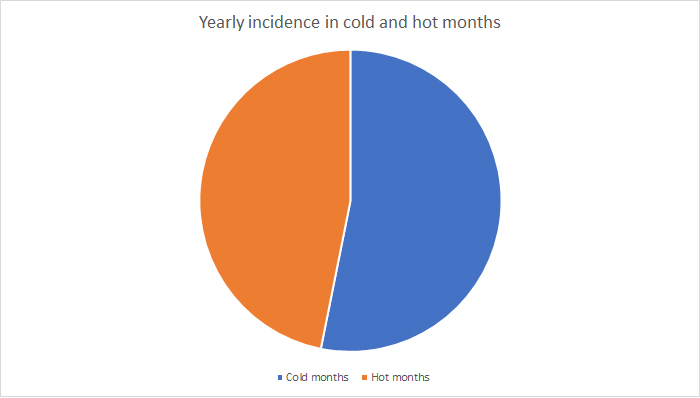 Yearly incidence in cold and hot months
Cold months Hot months